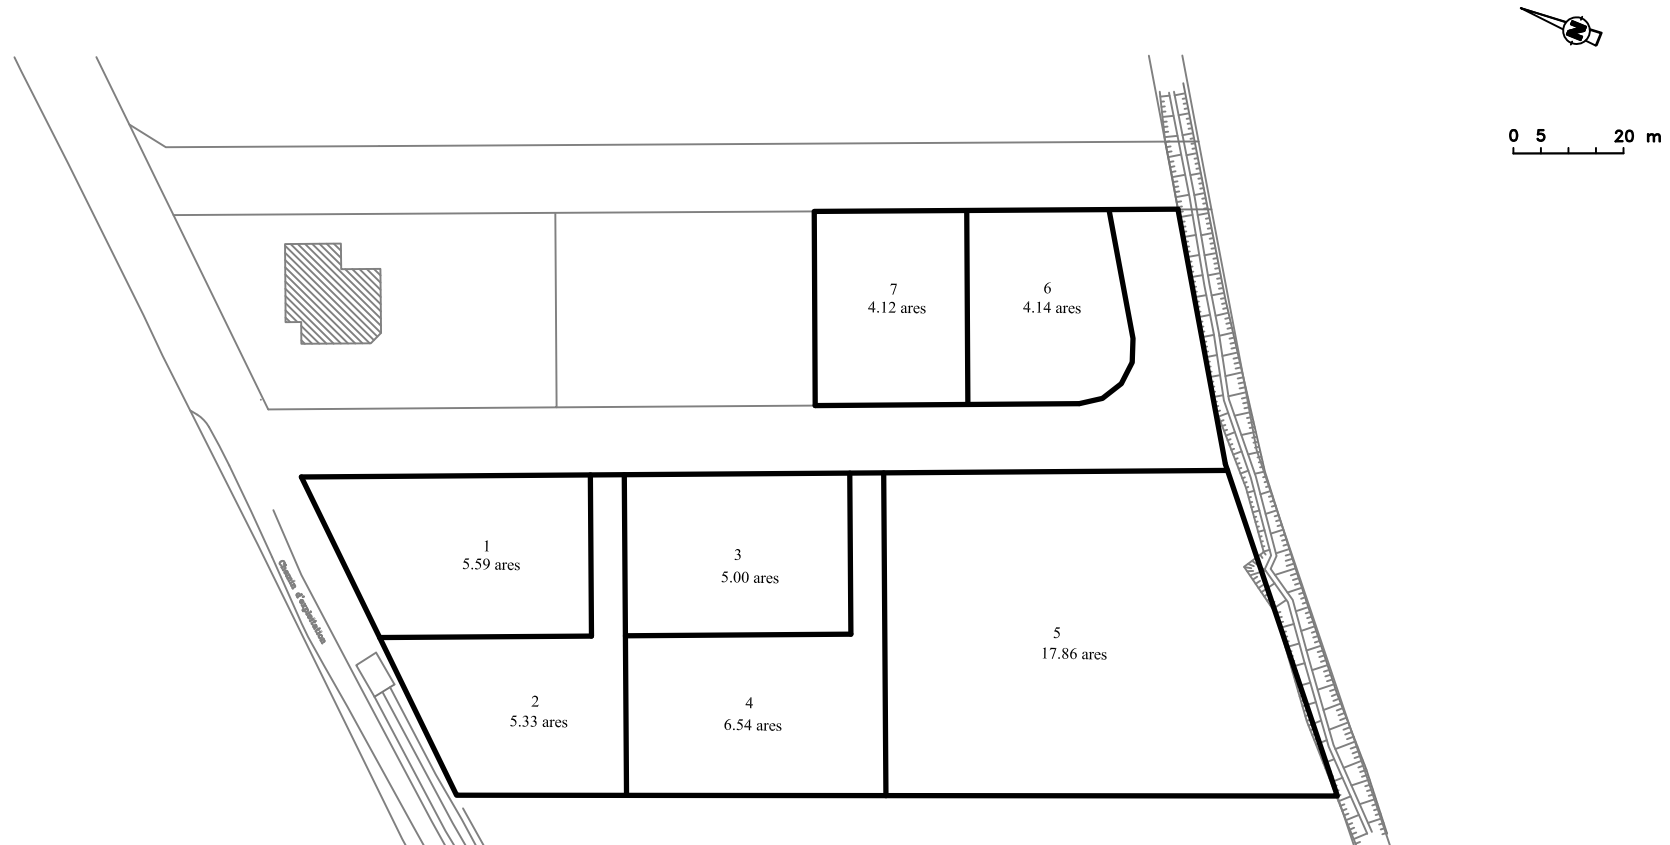 N
0 5 20 m
7
4.12 ares
6
4.14 ares
1
5.59 ares
3
5.00 ares
Chemin d'exploitation
5
17.86 ares
2
5.33 ares
4
6.54 ares